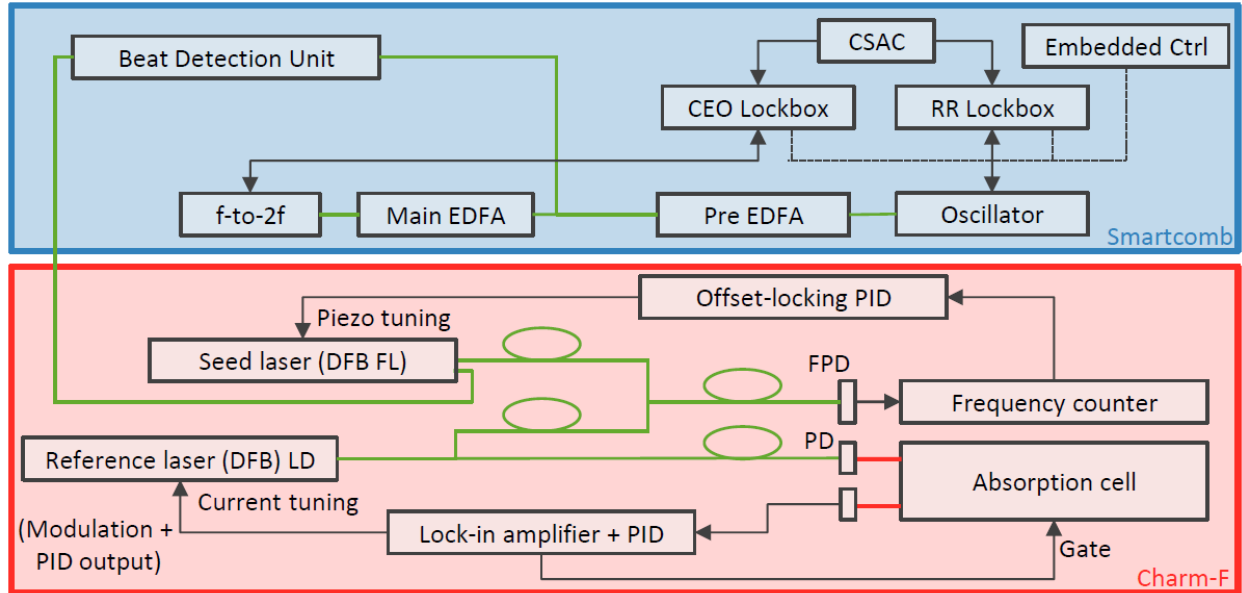 Beat Detection Unit
CSAC
Embedded Ctrl
CEO Lockbox
RR Lockbox
f-to-2f
Main EDFA
Pre EDFA
Oscillator
Smartcomb
Offset-locking PID
Piezo tuning
Seed laser (DFB FL)
FPD
Frequency counter
PD
Reference laser (DFB) LD
Absorption cell
Current tuning
(Modulation +
PID output)
Lock-in amplifier + PID
Gate
Charm-F